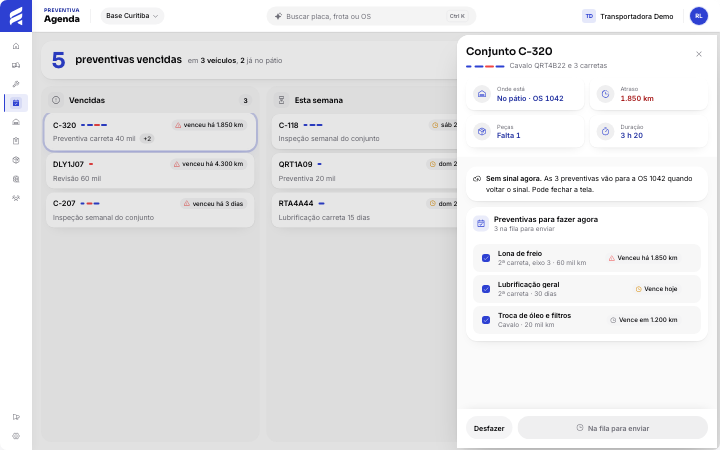 PREVENTIVA
Agenda
Base Curitiba
Buscar placa, frota ou OS
Ctrl K
TD
Transportadora Demo
RL
5 preventivas vencidas em 3 veículos, 2 já no pátio
Vencidas
3
C-320
venceu há 1.850 km
Preventiva carreta 40 mil
+2
DLY1J07
venceu há 4.300 km
Revisão 60 mil
C-207
venceu há 3 dias
Inspeção semanal do conjunto
Esta semana
C-118
sáb 2
Inspeção semanal do conjunto
QRT1A09
dom 2
Preventiva 20 mil
RTA4A44
dom 2
Lubrificação carreta 15 dias
Conjunto C-320
Cavalo QRT4B22 e 3 carretas
Onde está
No pátio · OS 1042
Atraso
1.850 km
Peças
Falta 1
Duração
3 h 20
Sem sinal agora. As 3 preventivas vão para a OS 1042 quando
voltar o sinal. Pode fechar a tela.
Preventivas para fazer agora
3 na fila para enviar
Lona de freio
2ª carreta, eixo 3 · 60 mil km
Venceu há 1.850 km
Lubrificação geral
2ª carreta · 30 dias
Vence hoje
Troca de óleo e filtros
Cavalo · 20 mil km
Vence em 1.200 km
Desfazer
Na fila para enviar